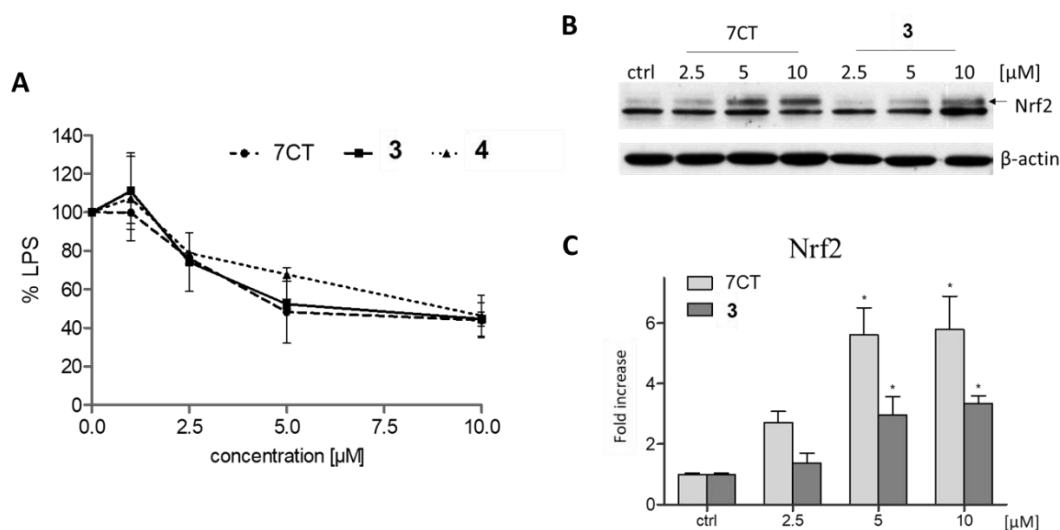 A
140
120
100
80
60
40
20
0
% LPS
7CT 3 4
0.0 2.5 5.0 7.5 10.0
concentration [µM]
B
7CT 3
ctrl 2.5 5 10 2.5 5 10 [µM]
Nrf2
β-actin
C
Nrf2
7CT
3
Fold increase
6
4
2
0
* *
* *
ctrl 2.5 5 10 [µM]